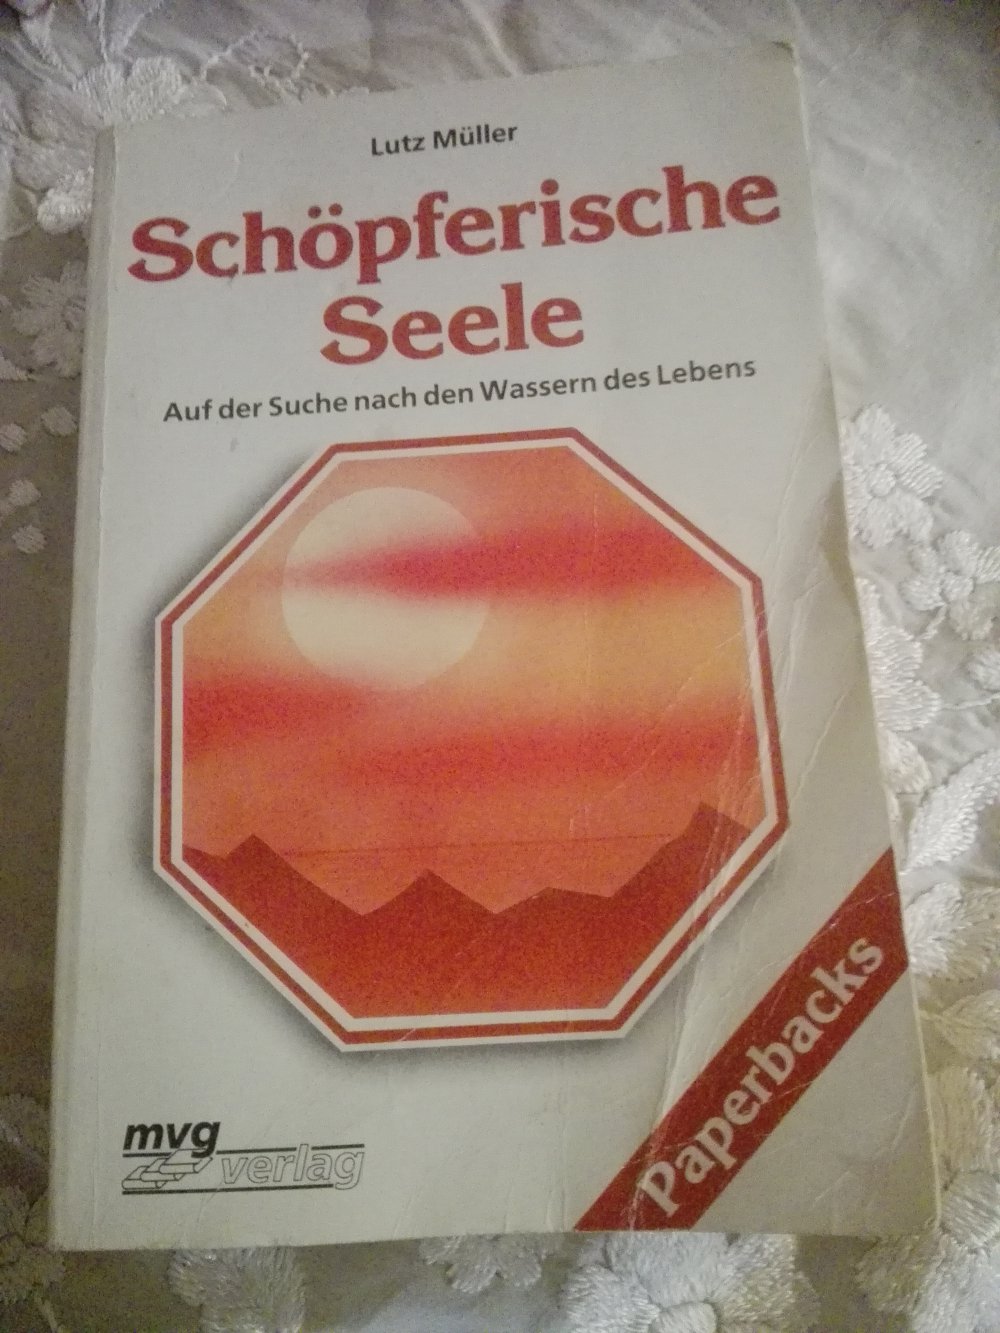 Lutz Müller
Schöpferische
Seele
Auf der Suche nach den Wassern des Lebens
mvg
verlag
Paperbacks